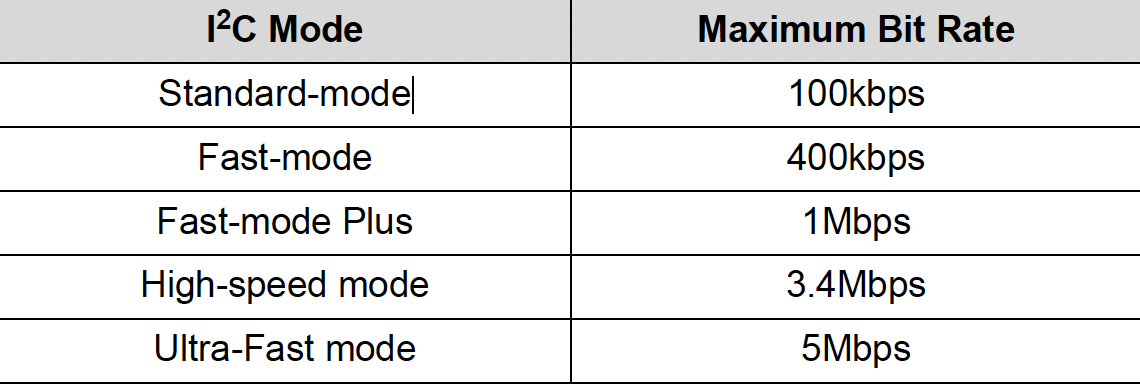 I²C Mode Maximum Bit Rate
Standard-mode 100kbps
Fast-mode 400kbps
Fast-mode Plus 1Mbps
High-speed mode 3.4Mbps
Ultra-Fast mode 5Mbps